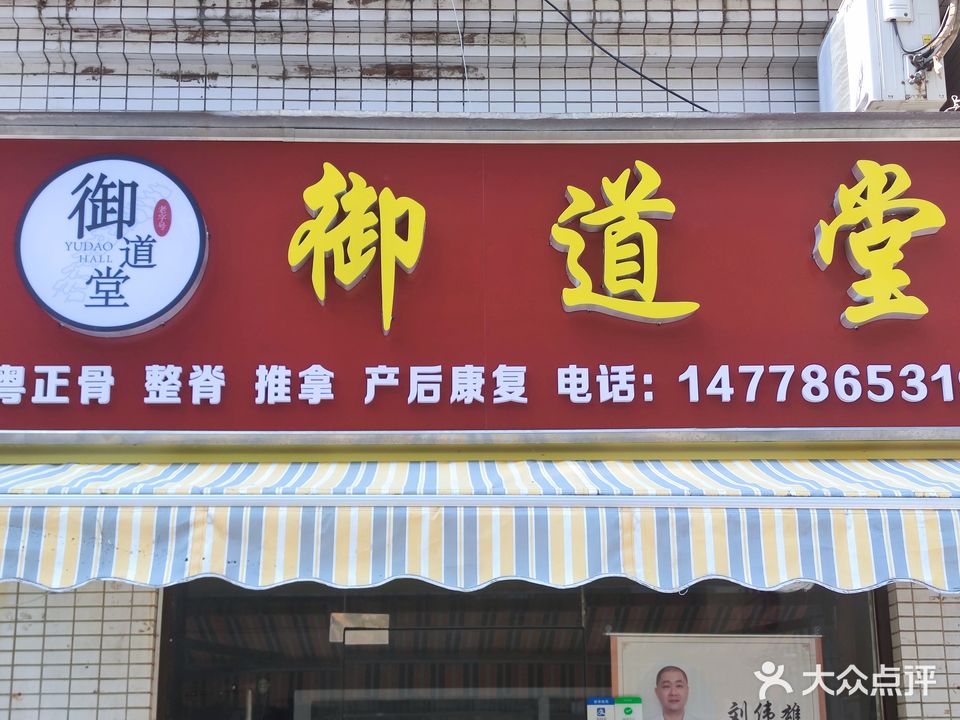 御道堂
老字号
YUDAO
HALL
御道堂
粤正骨 整脊 推拿 产后康复 电话：1477865319
刘伟雄
大众点评